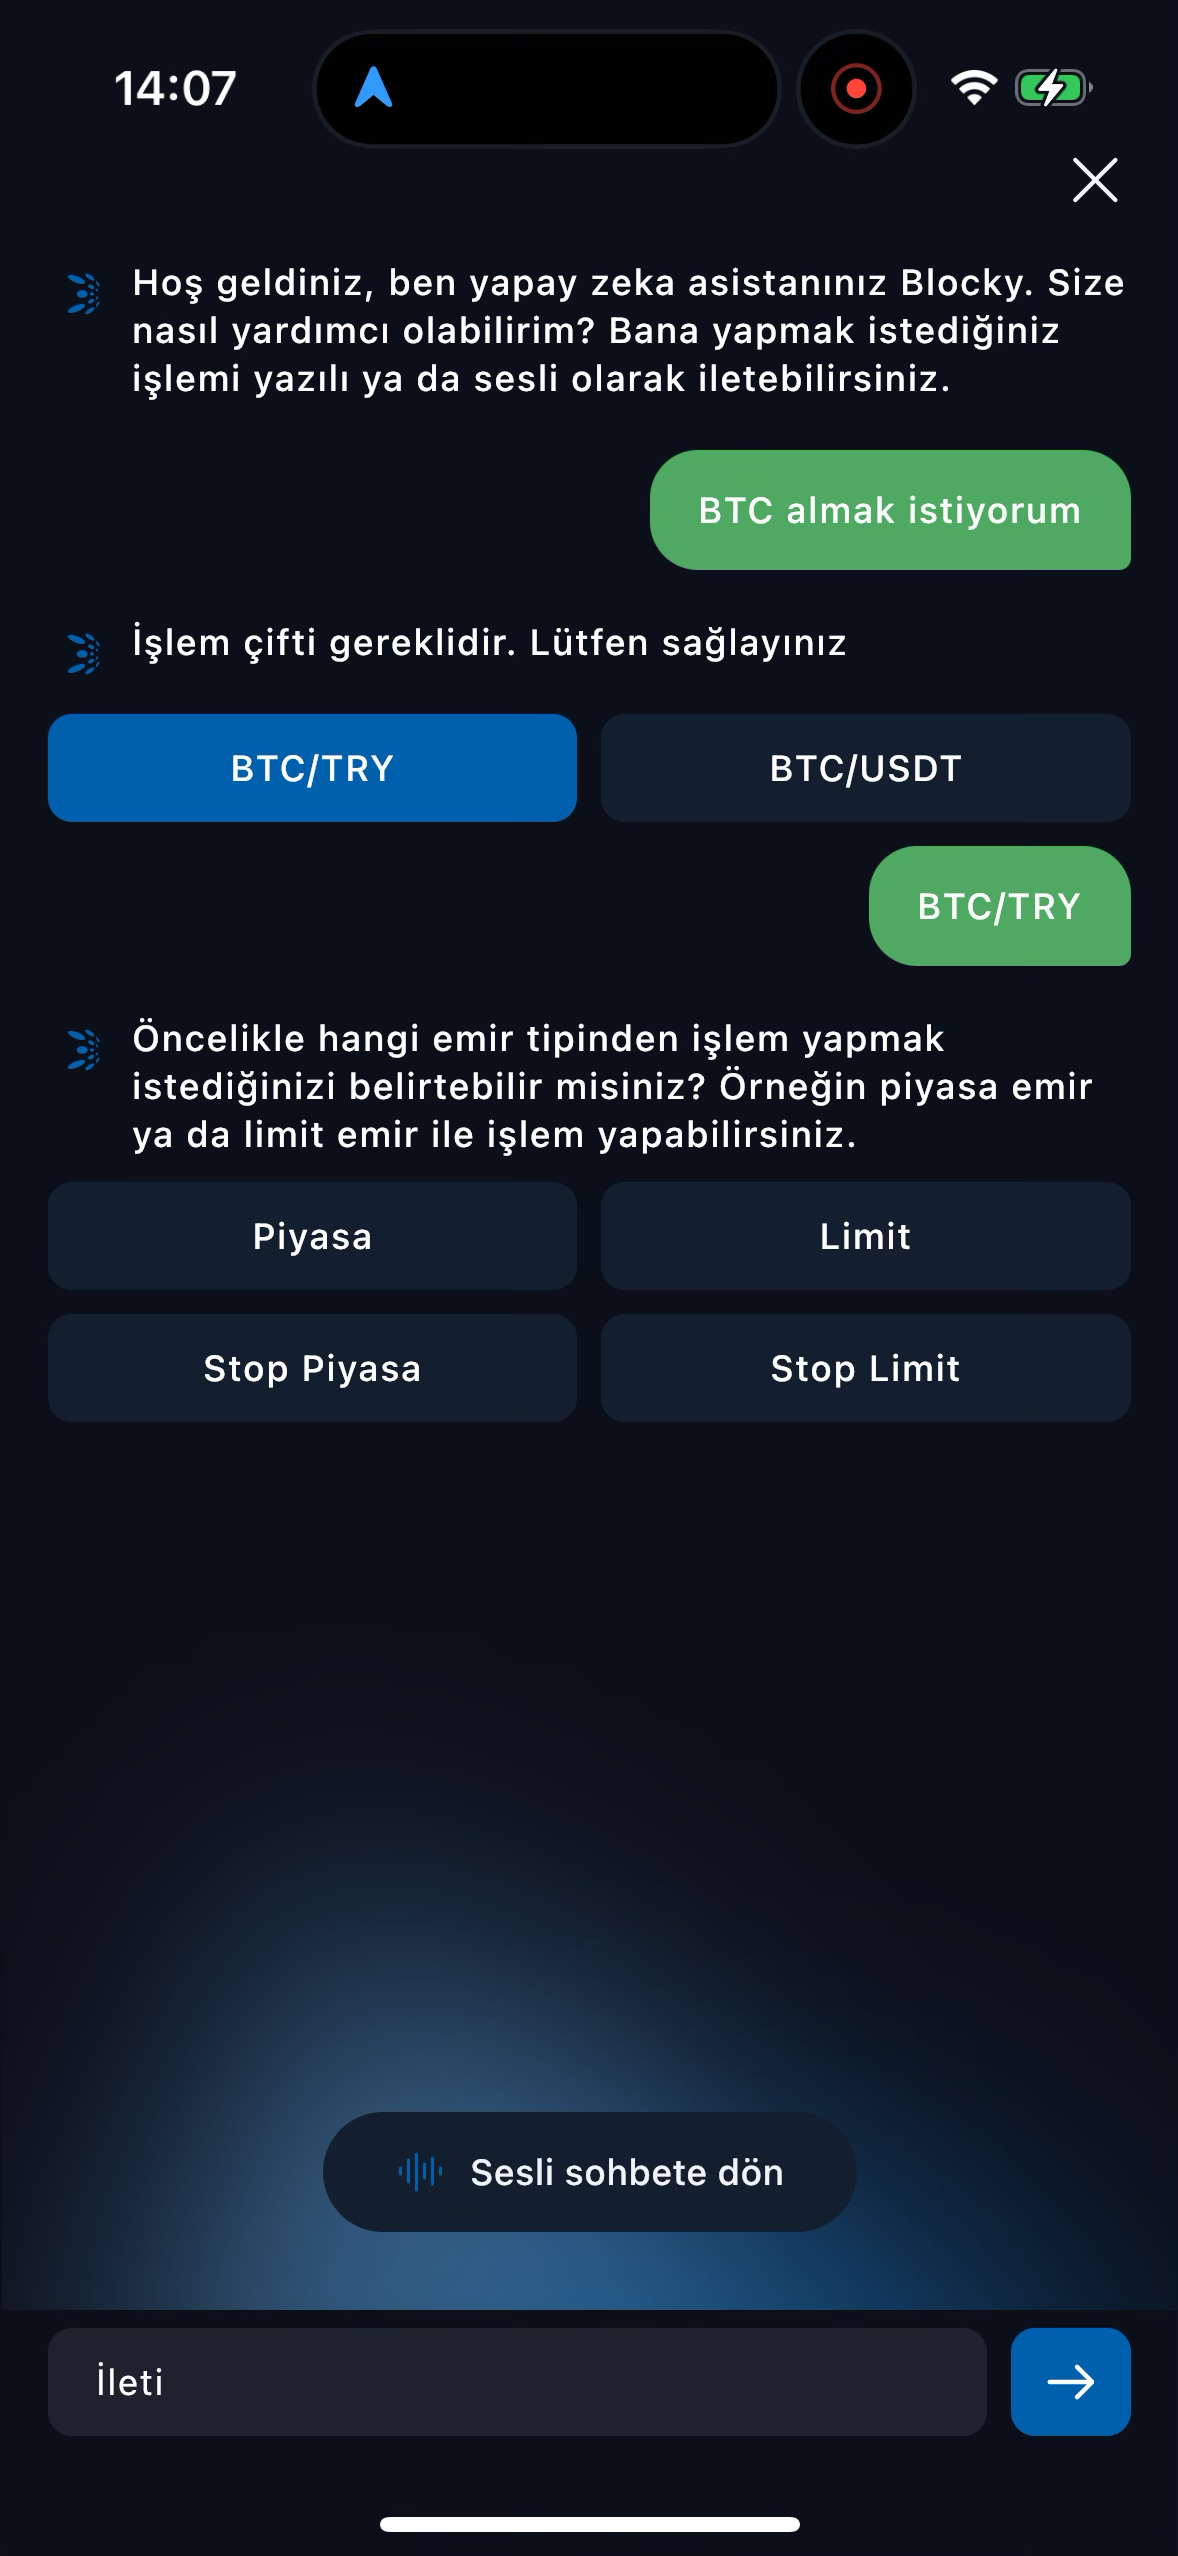 14:07
Hoş geldiniz, ben yapay zeka asistanınız Blocky. Size
nasıl yardımcı olabilirim? Bana yapmak istediğiniz
işlemi yazılı ya da sesli olarak iletebilirsiniz.
BTC almak istiyorum
İşlem çifti gereklidir. Lütfen sağlayınız
BTC/TRY
BTC/USDT
BTC/TRY
Öncelikle hangi emir tipinden işlem yapmak
istediğinizi belirtebilir misiniz? Örneğin piyasa emir
ya da limit emir ile işlem yapabilirsiniz.
Piyasa
Limit
Stop Piyasa
Stop Limit
Sesli sohbete dön
İleti